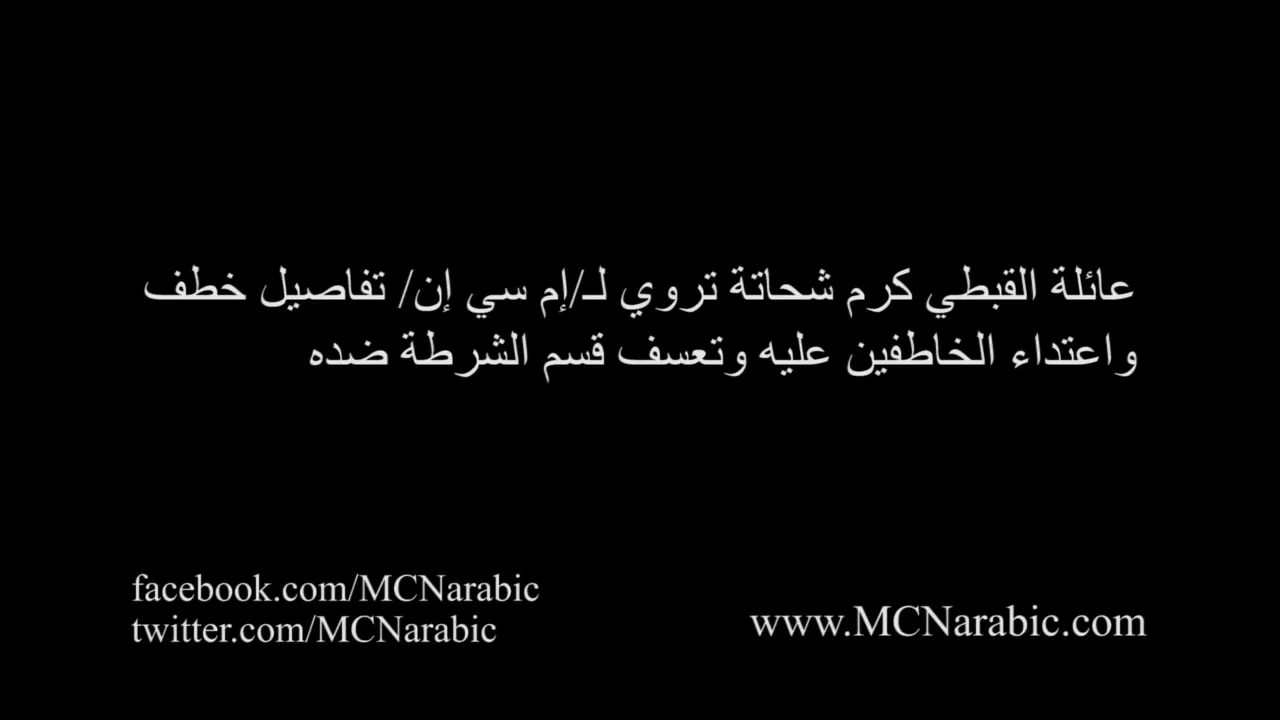 عائلة القبطي كرم شحاتة تروي لـ/إم سي إن/ تفاصيل خطف
واعتداء الخاطفين عليه وتعسف قسم الشرطة ضده
facebook.com/MCNarabic
twitter.com/MCNarabic
www.MCNarabic.com